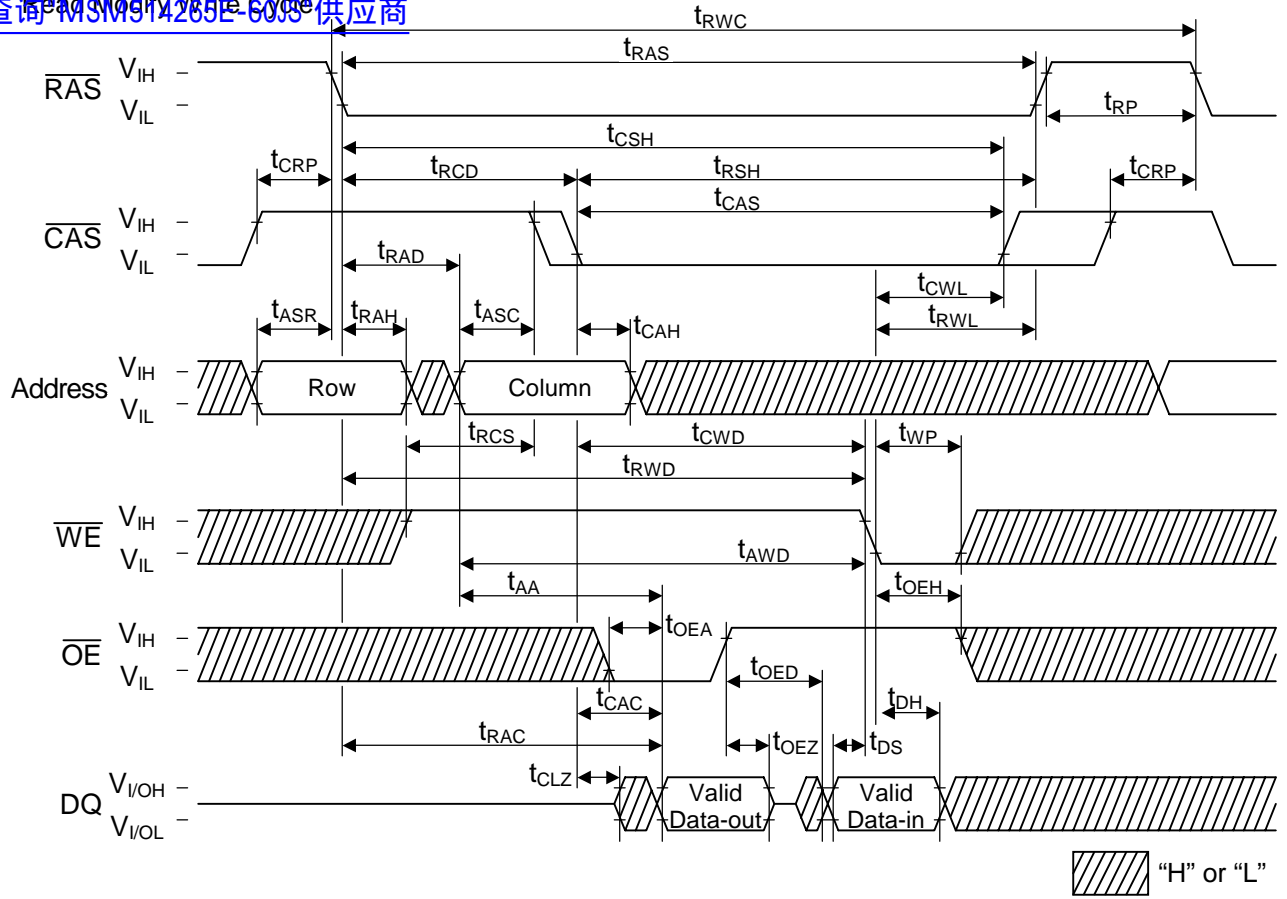 Read Modify Write Cycle
查询"MSM514265E-60JS"供应商
tRWC
tRAS
RAS
VIH
VIL
tRP
tCSH
tCRP
tRCD
tRSH
tCRP
CAS
VIH
VIL
tCAS
tRAD
tCWL
tASR
tRAH
tASC
tCAH
tRWL
Address
VIH
VIL
Row
Column
tRCS
tCWD
tWP
tRWD
WE
VIH
VIL
tAWD
tAA
tOEH
OE
VIH
VIL
tOEA
tOED
tCAC
tDH
tRAC
tOEZ
tDS
tCLZ
DQ
VI/OH
VI/OL
Valid
Data-out
Valid
Data-in
“H” or “L”